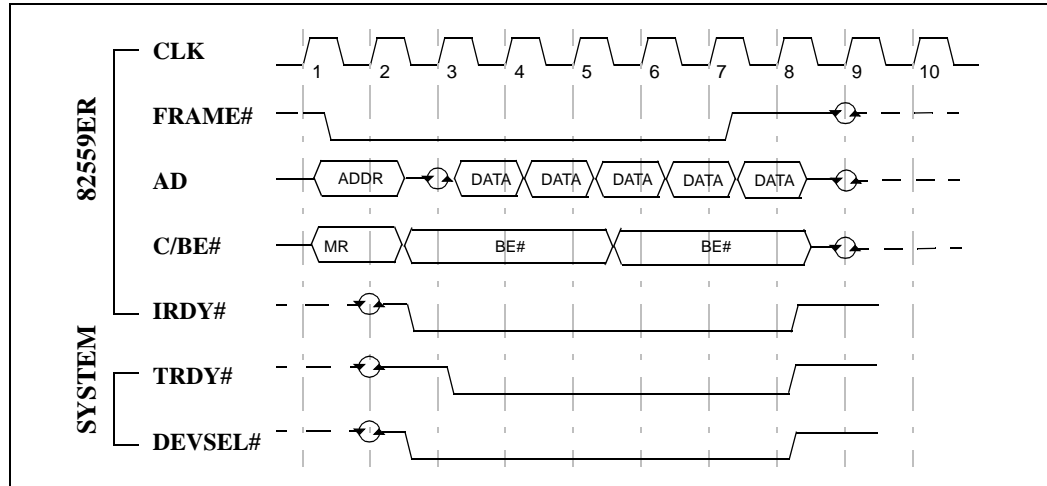 82559ER
SYSTEM
CLK
1 2 3 4 5 6 7 8 9 10
FRAME#
AD
ADDR DATA DATA DATA DATA DATA
C/BE#
MR BE# BE#
IRDY#
TRDY#
DEVSEL#